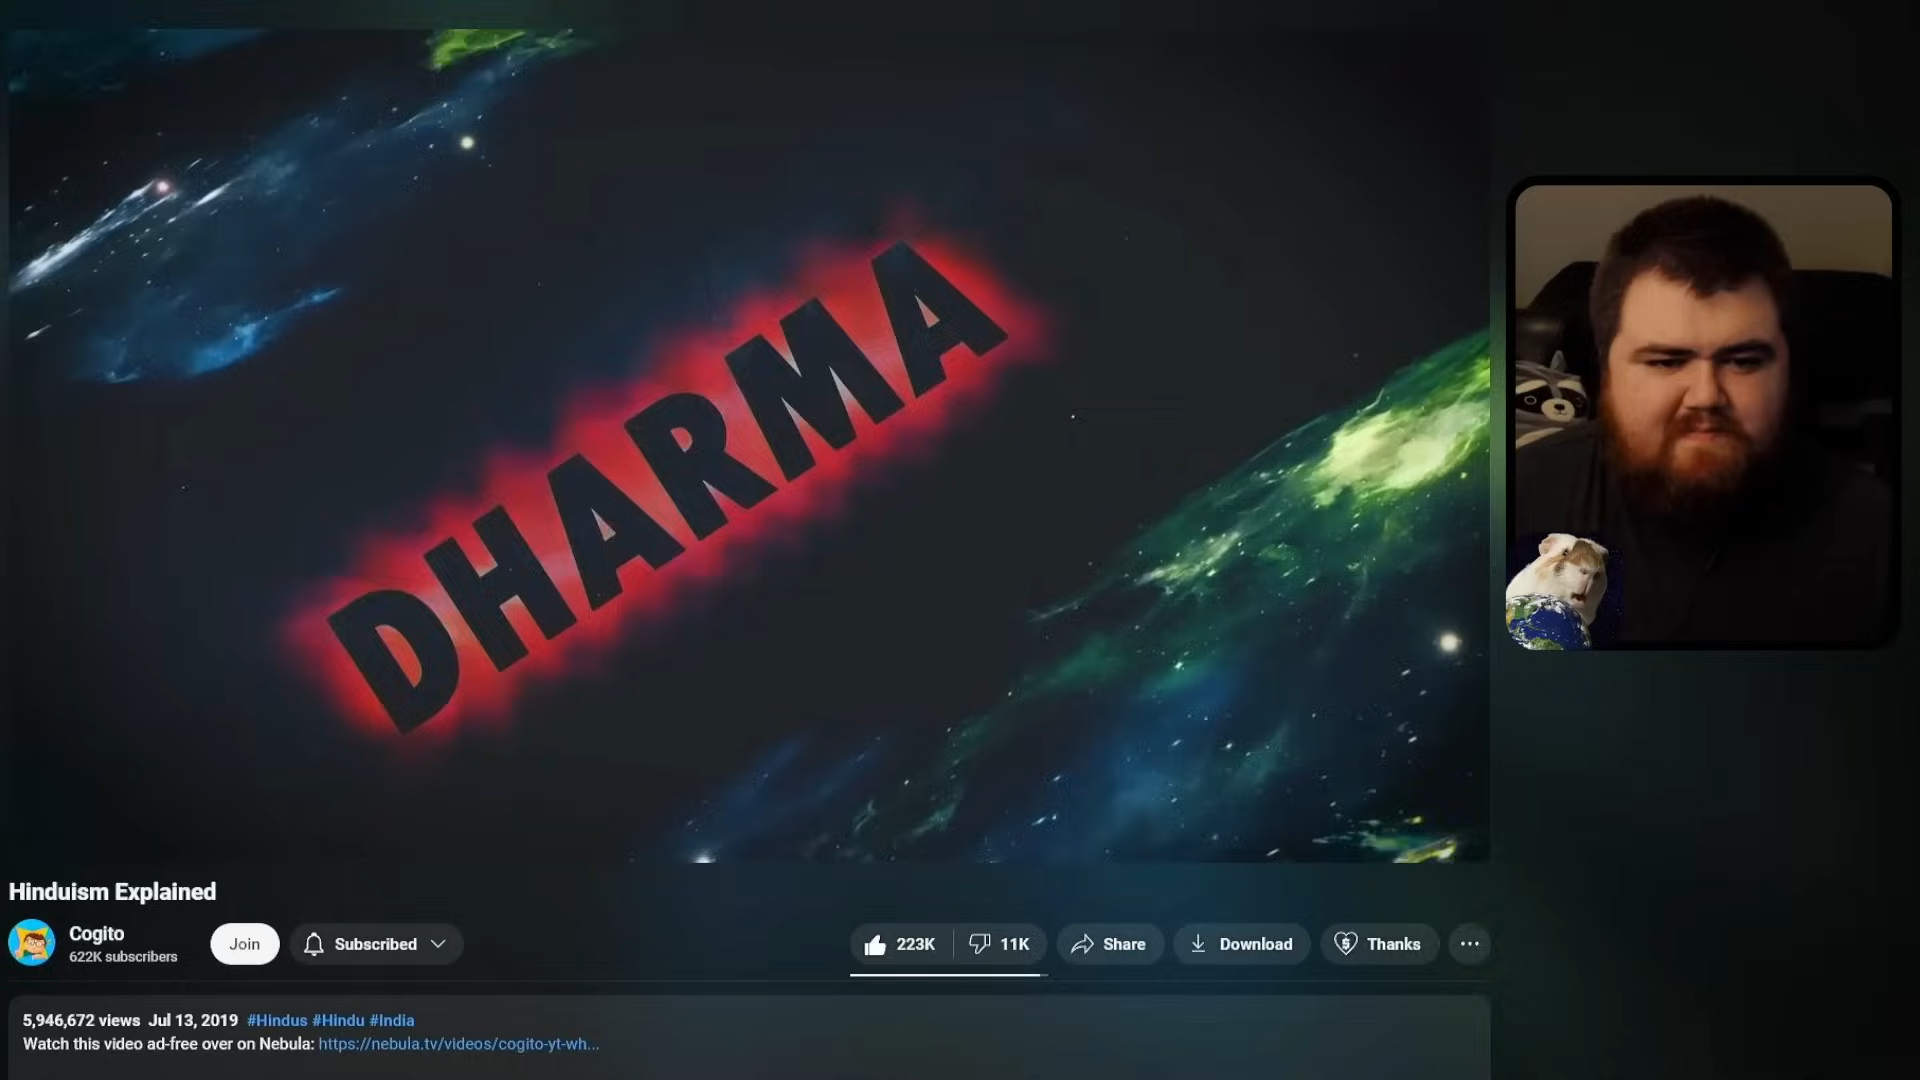 DHARMA
Hinduism Explained
Cogito
622K subscribers
Join
Subscribed
223K
11K
Share
Download
Thanks
5,946,672 views Jul 13, 2019 #Hindus #Hindu #India
Watch this video ad-free over on Nebula: https://nebula.tv/videos/cogito-yt-wh...